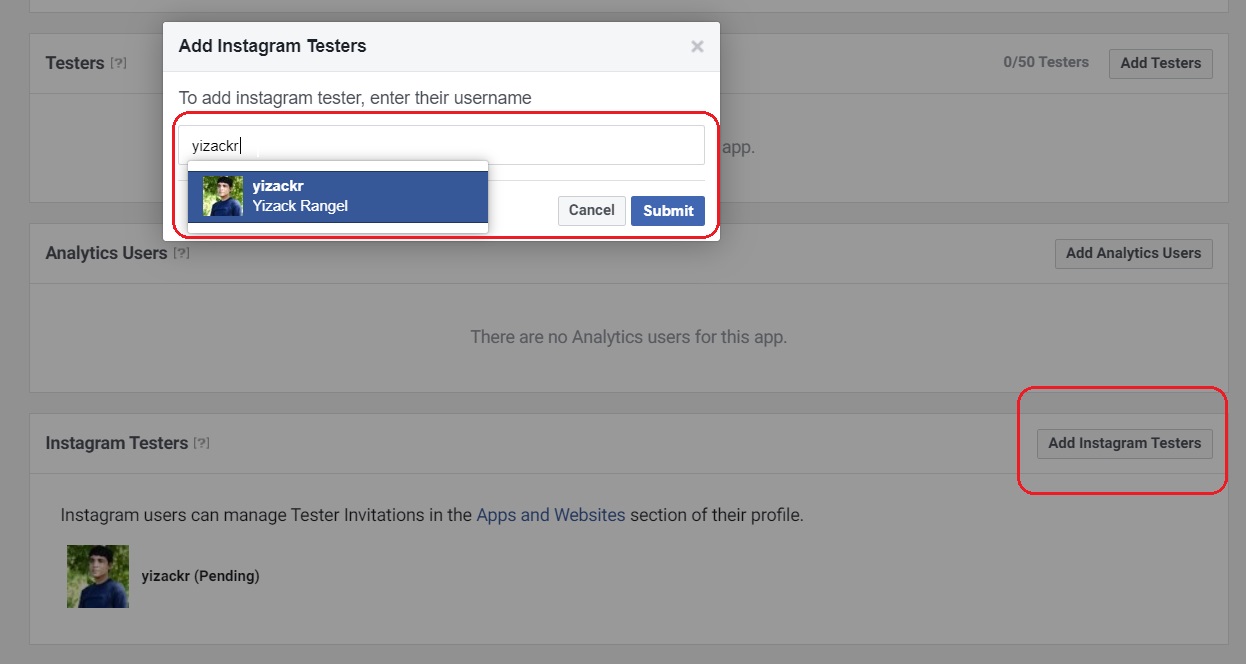 Add Instagram Testers ×
To add instagram tester, enter their username
yizackr
yizackr
Yizack Rangel
Cancel Submit
Testers [?] 0/50 Testers Add Testers
app.
Analytics Users [?] Add Analytics Users
There are no Analytics users for this app.
Instagram Testers [?] Add Instagram Testers
Instagram users can manage Tester Invitations in the Apps and Websites section of their profile.
yizackr (Pending)